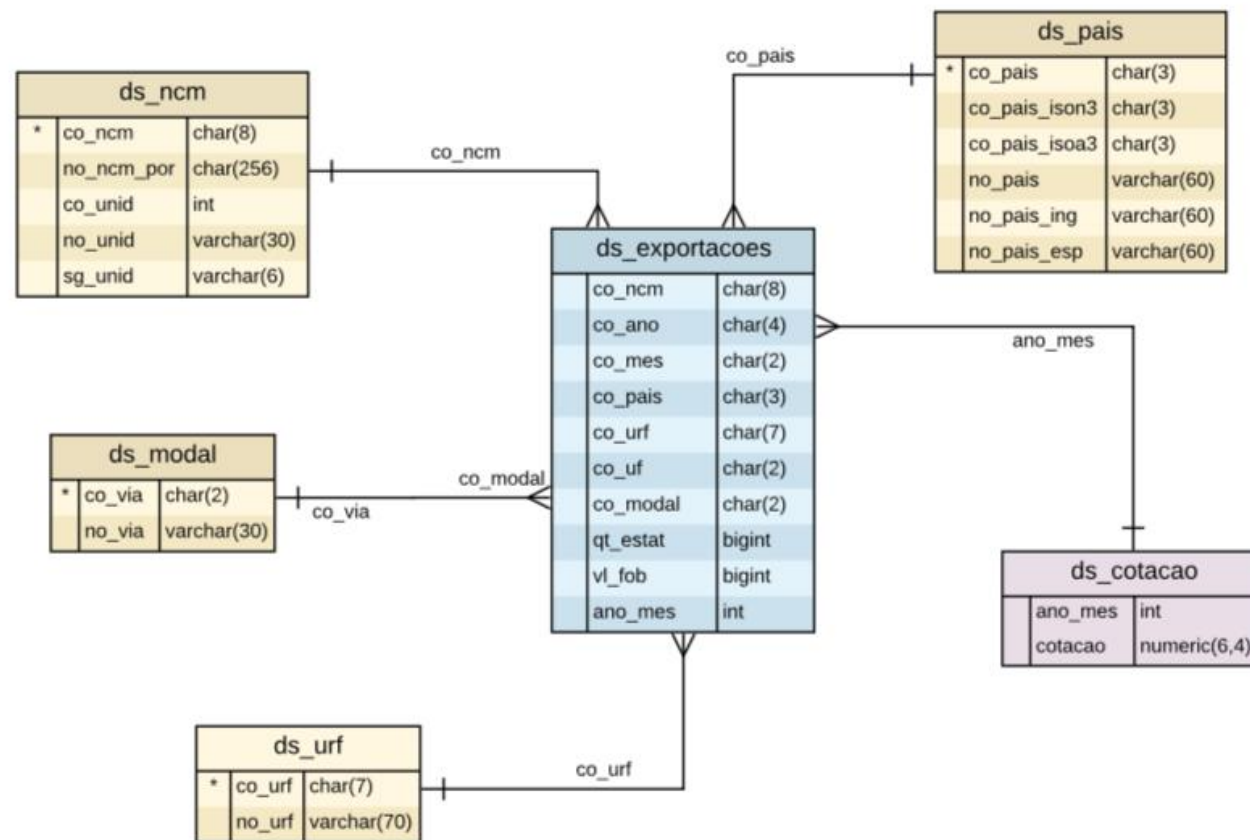 ds_ncm
* co_ncm char(8)
no_ncm_por char(256)
co_unid int
no_unid varchar(30)
sg_unid varchar(6)
co_ncm
co_pais
ds_pais
* co_pais char(3)
co_pais_ison3 char(3)
co_pais_isoa3 char(3)
no_pais varchar(60)
no_pais_ing varchar(60)
no_pais_esp varchar(60)
ds_exportacoes
co_ncm char(8)
co_ano char(4)
co_mes char(2)
co_pais char(3)
co_urf char(7)
co_uf char(2)
co_modal char(2)
qt_estat bigint
vl_fob bigint
ano_mes int
ano_mes
ds_modal
* co_via char(2)
no_via varchar(30)
co_modal
co_via
ds_cotacao
ano_mes int
cotacao numeric(6,4)
ds_urf
* co_urf char(7)
no_urf varchar(70)
co_urf